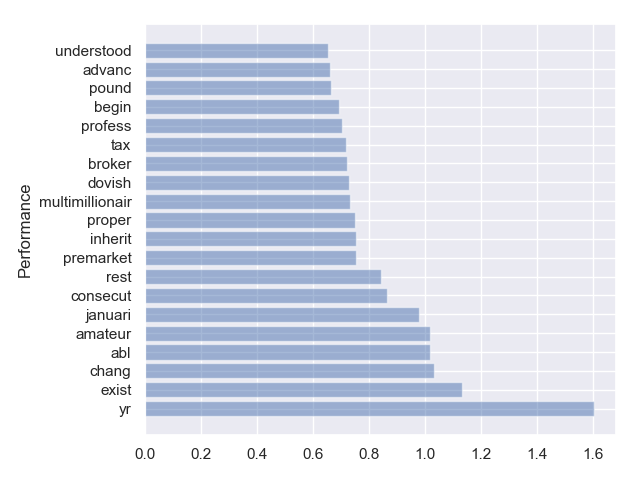 understood
advanc
pound
begin
profess
tax
broker
dovish
multimillionair
proper
inherit
premarket
rest
consecut
januari
amateur
abl
chang
exist
yr
Performance
0.0 0.2 0.4 0.6 0.8 1.0 1.2 1.4 1.6